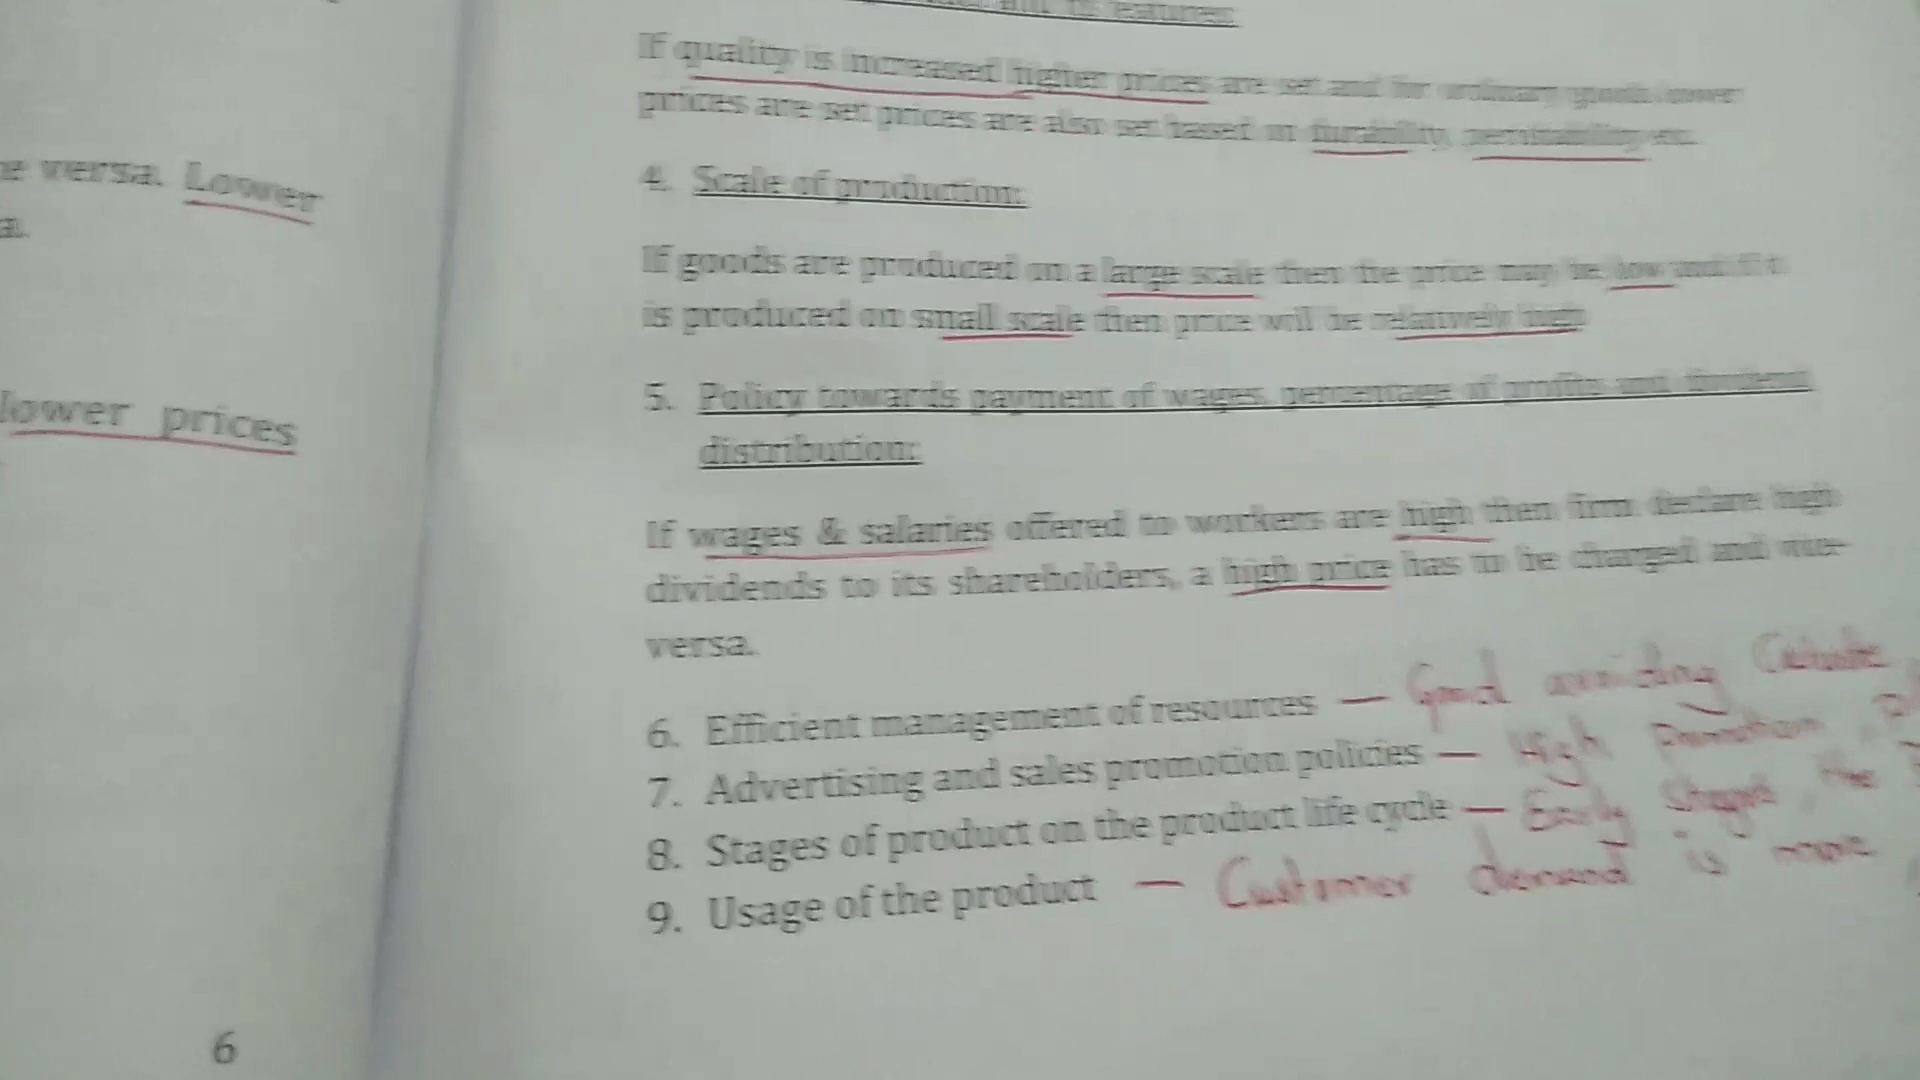 e versa. Lower
a.
lower prices
6
features:
If quality is increased higher prices are set and for ordinary goods lower
prices are set prices are also set based on durability, perishability etc.
4. Scale of production:
If goods are produced on a large scale then the price may be low and if it
is produced on small scale then price will be relatively high
5. Policy towards payment of wages, percentage of profits and dividend
distribution:
If wages & salaries offered to workers are high then firm declare high
dividends to its shareholders, a high price has to be charged and vice-
versa.
6. Efficient management of resources — Good avoiding
7. Advertising and sales promotion policies — High Promotion,
8. Stages of product on the product life cycle — Early Stage, the
9. Usage of the product — Customer demand is more